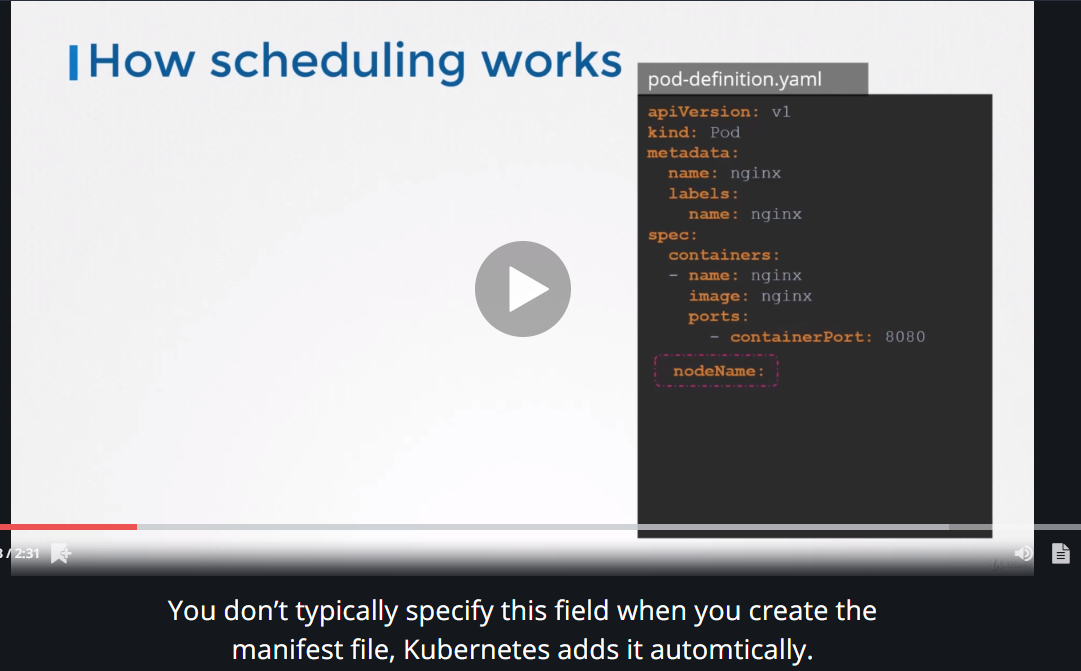 How scheduling works
pod-definition.yaml
apiVersion: v1
kind: Pod
metadata:
  name: nginx
  labels:
    name: nginx
spec:
  containers:
  - name: nginx
    image: nginx
    ports:
      - containerPort: 8080
  nodeName:
/ 2:31
You don’t typically specify this field when you create the
manifest file, Kubernetes adds it automtically.